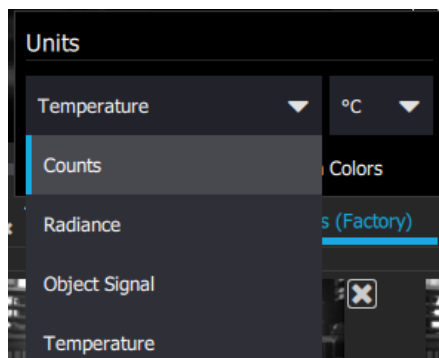 Units
Temperature
°C
Counts
Colors
Radiance
s (Factory)
Object Signal
Temperature